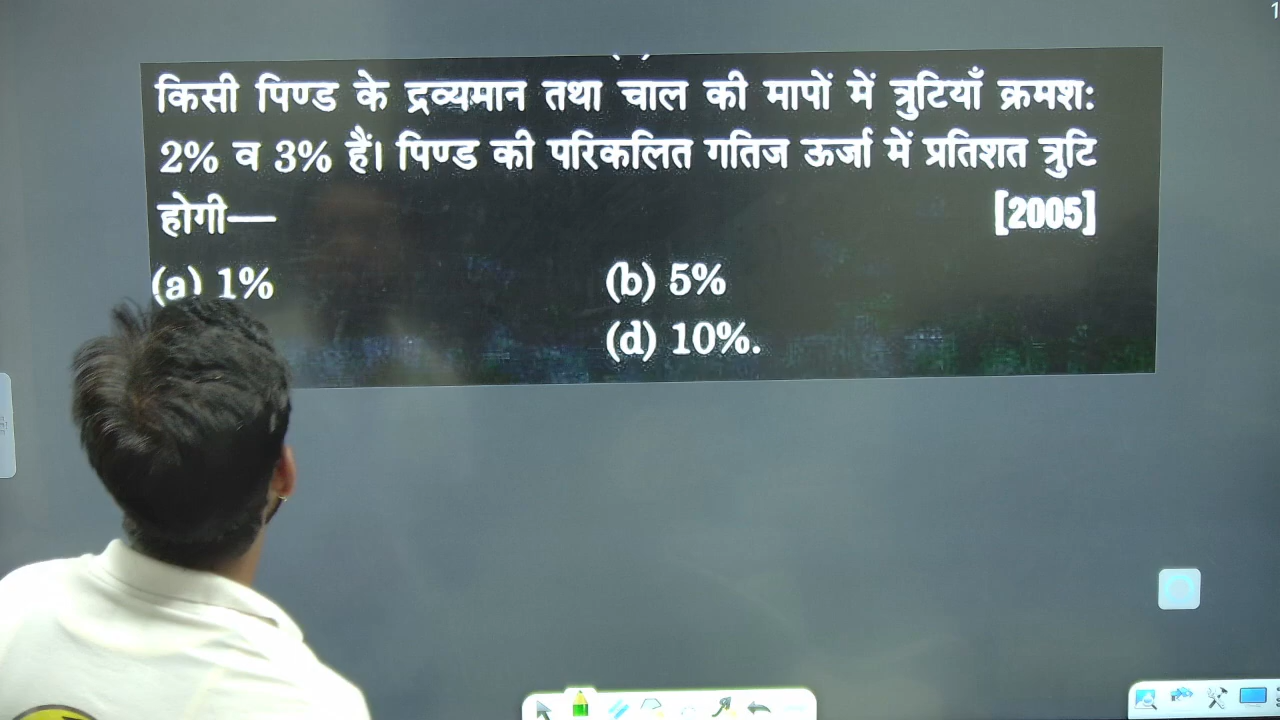 किसी पिण्ड के द्रव्यमान तथा चाल की मापों में त्रुटियाँ क्रमश:
2% व 3% हैं। पिण्ड की परिकलित गतिज ऊर्जा में प्रतिशत त्रुटि
होगी— [2005]
(a) 1% (b) 5%
(d) 10%.